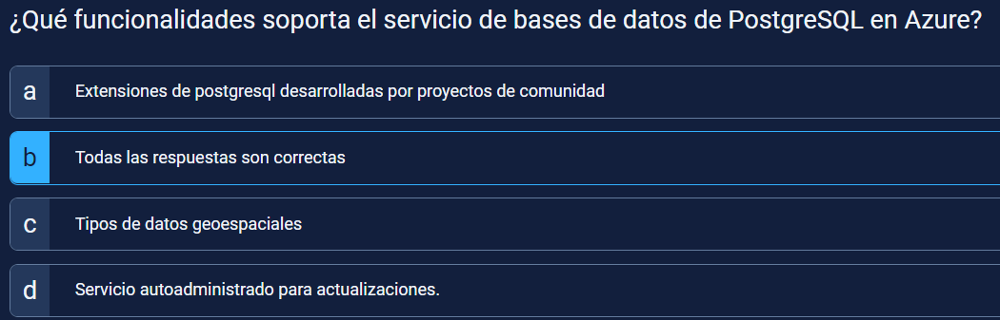 ¿Qué funcionalidades soporta el servicio de bases de datos de PostgreSQL en Azure?
a Extensiones de postgresql desarrolladas por proyectos de comunidad
b Todas las respuestas son correctas
c Tipos de datos geoespaciales
d Servicio autoadministrado para actualizaciones.